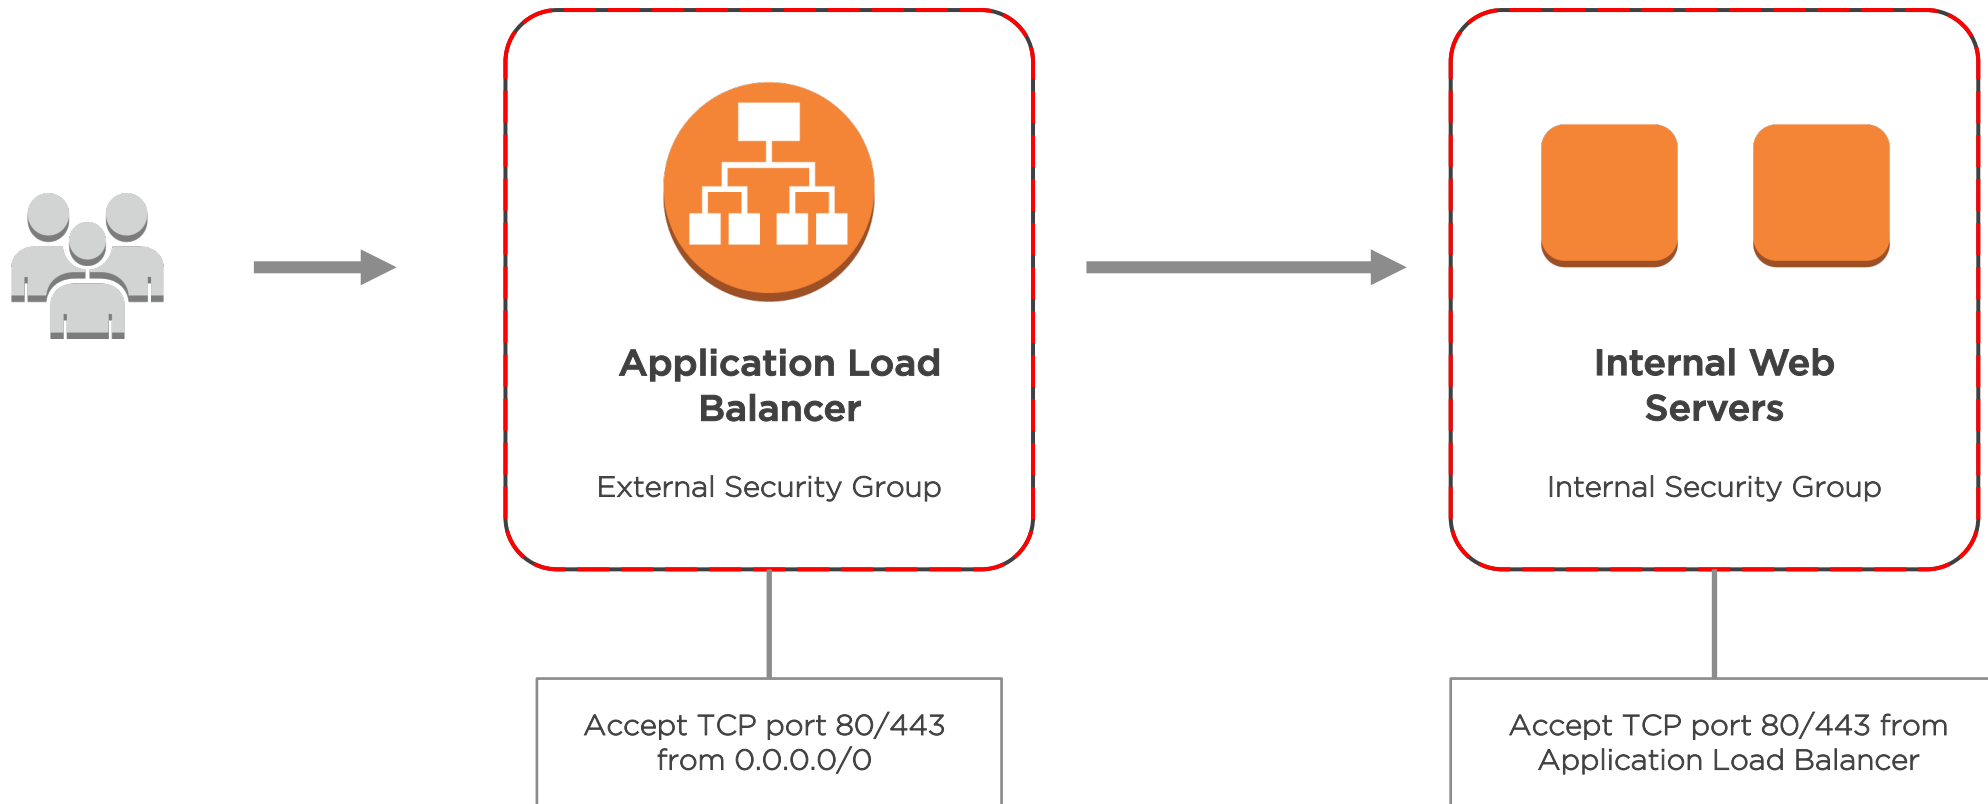 Application Load
Balancer
External Security Group
Accept TCP port 80/443
from 0.0.0.0/0
Internal Web
Servers
Internal Security Group
Accept TCP port 80/443 from
Application Load Balancer